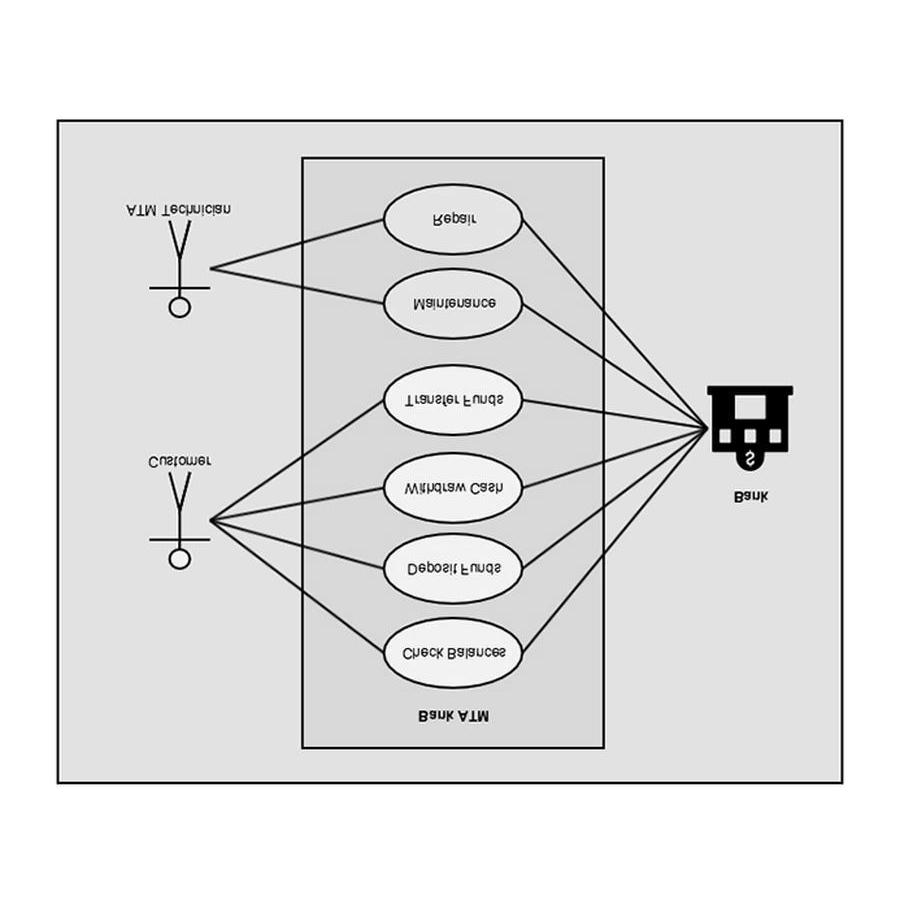 Bank ATM
Check Balances
Deposit Funds
Customer
Withdraw Cash
Bank
Transfer Funds
Maintenance
ATM Technician
Repair
$